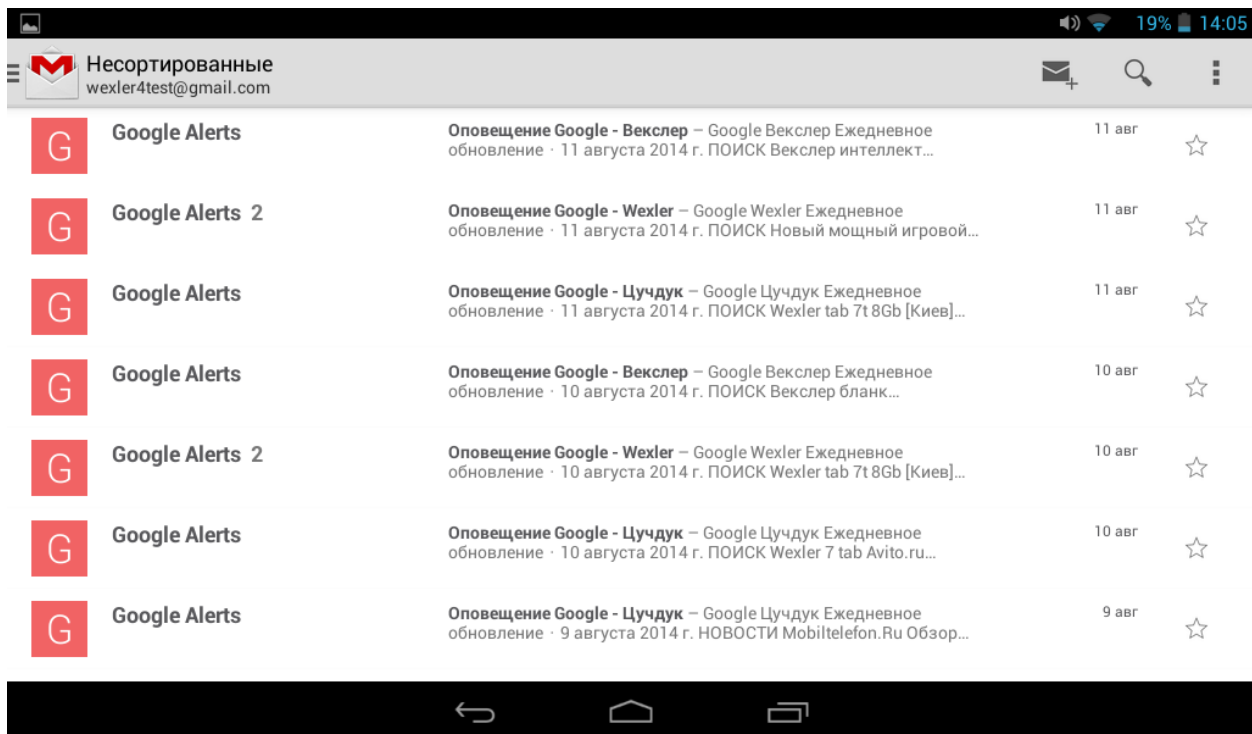 19% 14:05
Несортированные
wexler4test@gmail.com
Google Alerts
Оповещение Google - Векслер – Google Векслер Ежедневное
обновление · 11 августа 2014 г. ПОИСК Векслер интеллект…
11 авг
Google Alerts 2
Оповещение Google - Wexler – Google Wexler Ежедневное
обновление · 11 августа 2014 г. ПОИСК Новый мощный игровой…
11 авг
Google Alerts
Оповещение Google - Цучдук – Google Цучдук Ежедневное
обновление · 11 августа 2014 г. ПОИСК Wexler tab 7t 8Gb [Киев]…
11 авг
Google Alerts
Оповещение Google - Векслер – Google Векслер Ежедневное
обновление · 10 августа 2014 г. ПОИСК Векслер бланк…
10 авг
Google Alerts 2
Оповещение Google - Wexler – Google Wexler Ежедневное
обновление · 10 августа 2014 г. ПОИСК Wexler tab 7t 8Gb [Киев]…
10 авг
Google Alerts
Оповещение Google - Цучдук – Google Цучдук Ежедневное
обновление · 10 августа 2014 г. ПОИСК Wexler 7 tab Avito.ru…
10 авг
Google Alerts
Оповещение Google - Цучдук – Google Цучдук Ежедневное
обновление · 9 августа 2014 г. НОВОСТИ Mobiltelefon.Ru Обзор…
9 авг